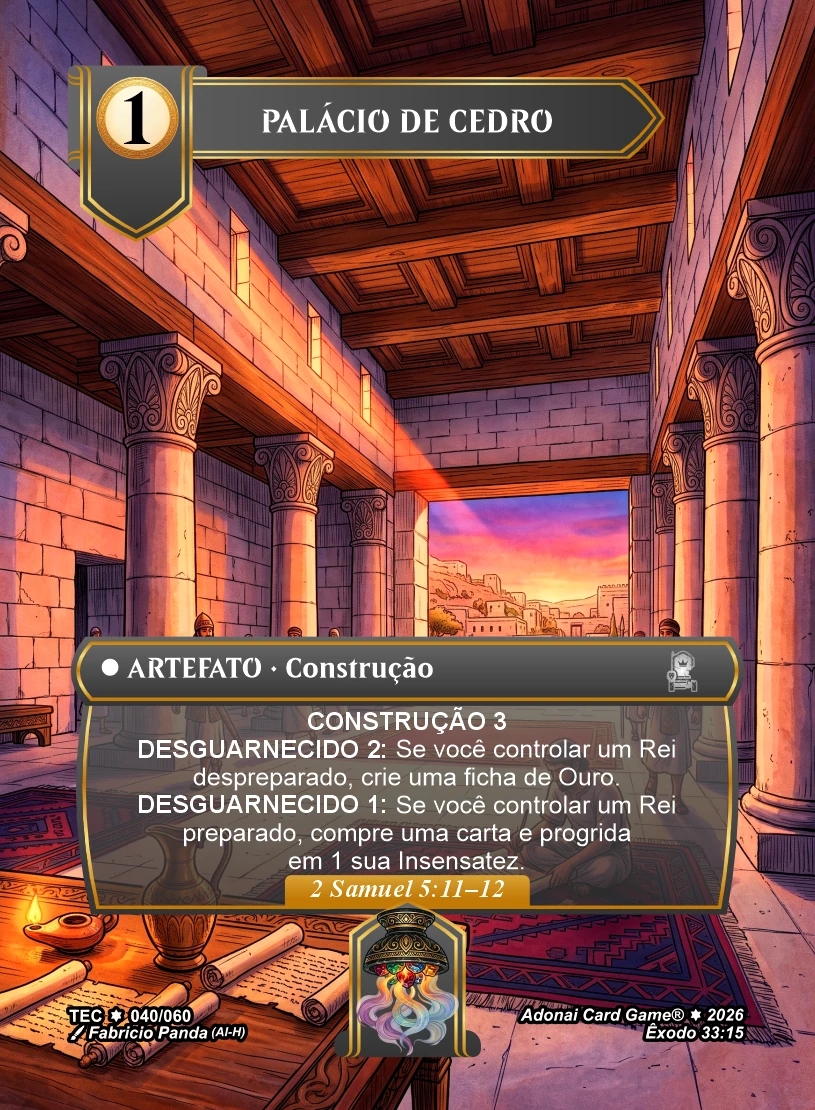 1
PALÁCIO DE CEDRO
ARTEFATO · Construção
CONSTRUÇÃO 3
DESGUARNECIDO 2: Se você controlar um Rei
despreparado, crie uma ficha de Ouro.
DESGUARNECIDO 1: Se você controlar um Rei
preparado, compre uma carta e progrida
em 1 sua Insensatez.
2 Samuel 5:11–12
TEC ✸ 040/060
Fabricio Panda (AI-H)
Adonai Card Game® ✸ 2026
Êxodo 33:15